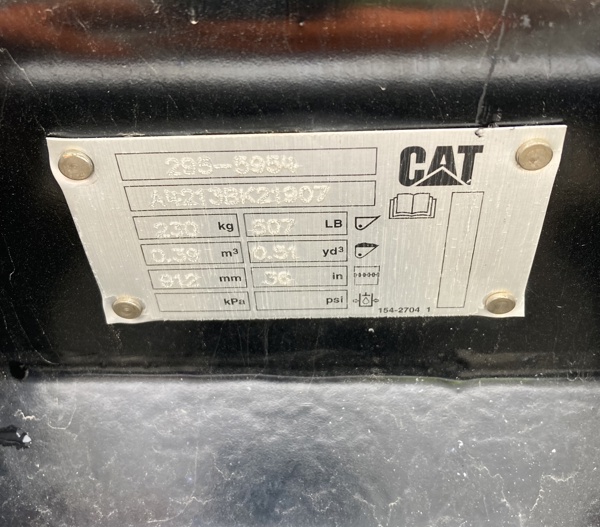 295-5954
CAT
A4213BK21907
230 kg 507 LB
0.39 m³ 0.51 yd³
912 mm 36 in
kPa psi
154-2704 1